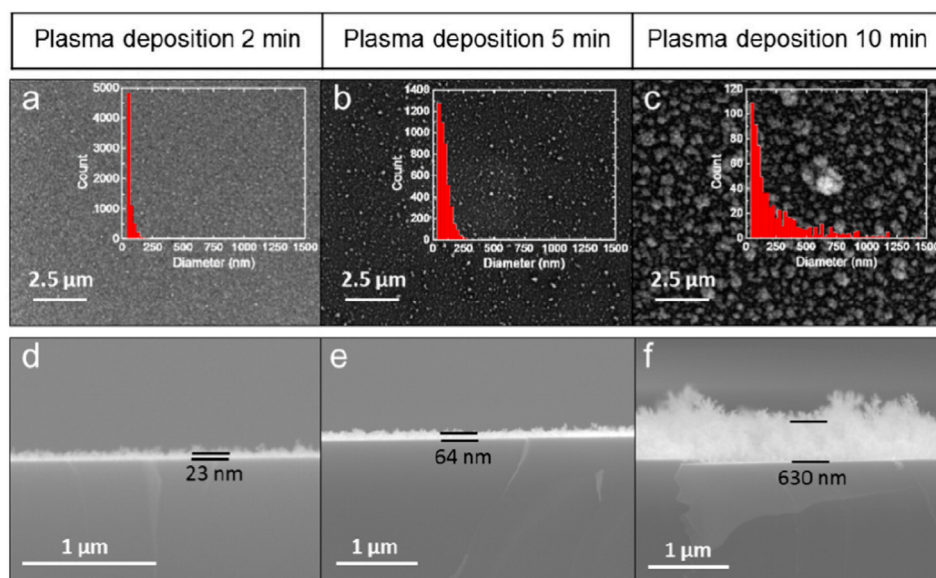 Plasma deposition 2 min
Plasma deposition 5 min
Plasma deposition 10 min
a
5000
4000
3000
2000
1000
0
Count
0 250 500 750 1000 1250 1500
Diameter (nm)
2.5 µm
b
1400
1200
1000
800
600
400
200
0
Count
0 250 500 750 1000 1250 1500
Diameter (nm)
2.5 µm
c
120
100
80
60
40
20
0
Count
0 250 500 750 1000 1250 1500
Diameter (nm)
2.5 µm
d
23 nm
1 µm
e
64 nm
1 µm
f
630 nm
1 µm